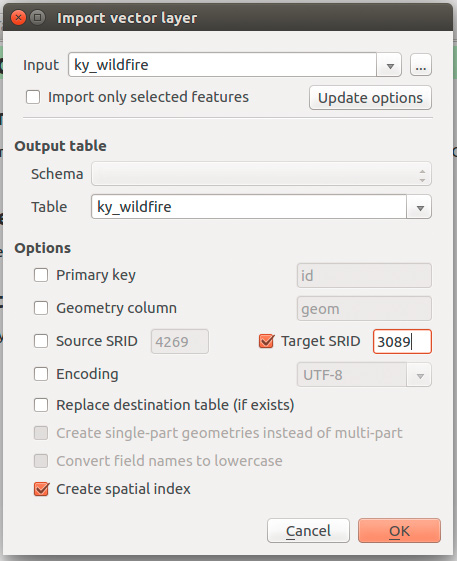 Import vector layer
Input ky_wildfire ...
Import only selected features Update options
Output table
Schema
Table ky_wildfire
Options
Primary key id
Geometry column geom
Source SRID 4269 Target SRID 3089
Encoding UTF-8
Replace destination table (if exists)
Create single-part geometries instead of multi-part
Convert field names to lowercase
Create spatial index
Cancel OK